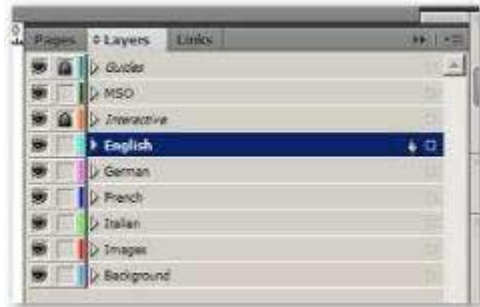 Pages Layers Links
Guides
MSO
Interactive
English
German
French
Italian
Images
Background